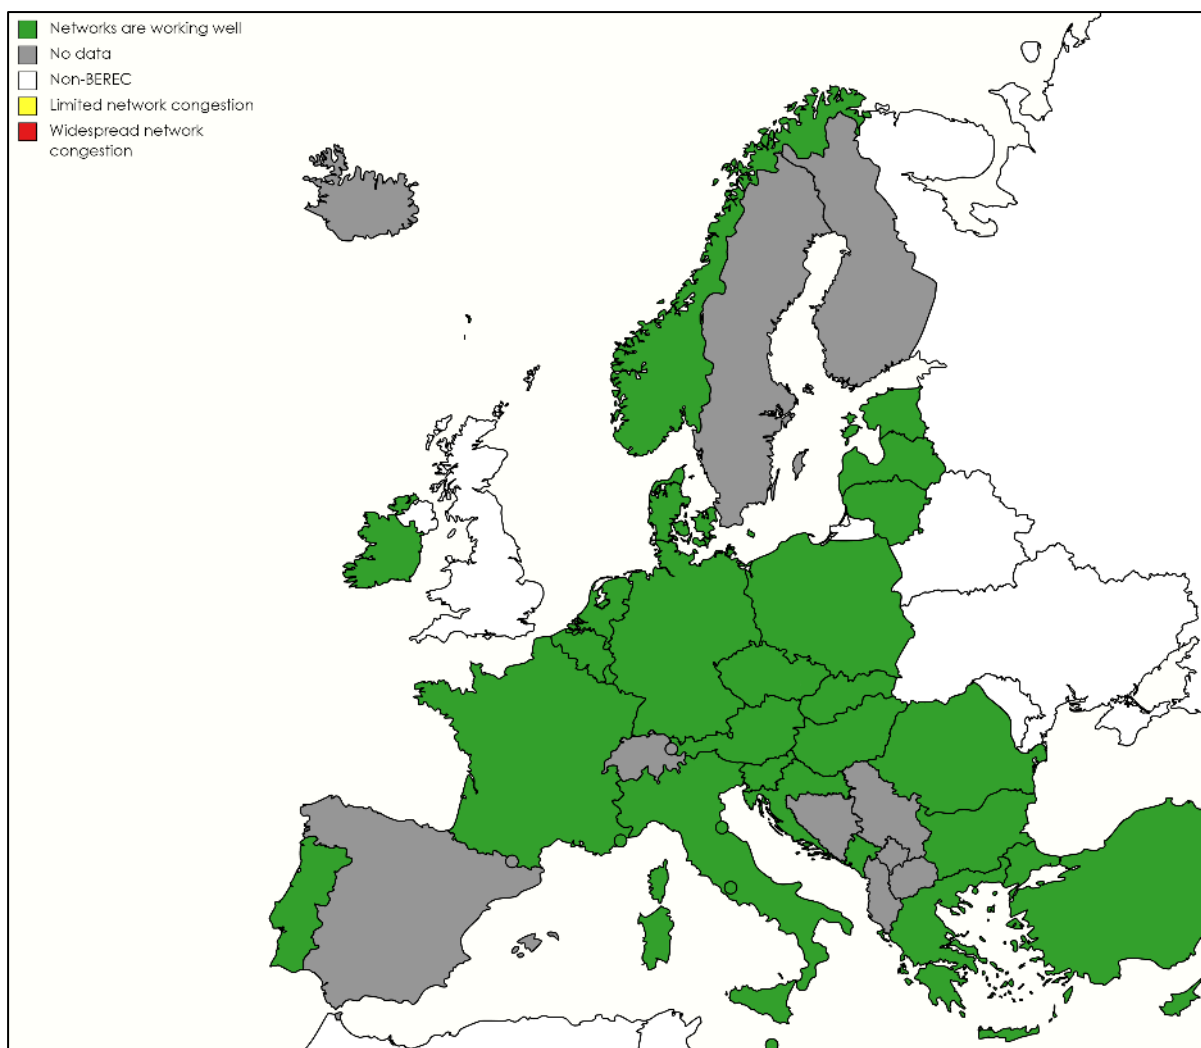 Networks are working well
No data
Non-BEREC
Limited network congestion
Widespread network
congestion